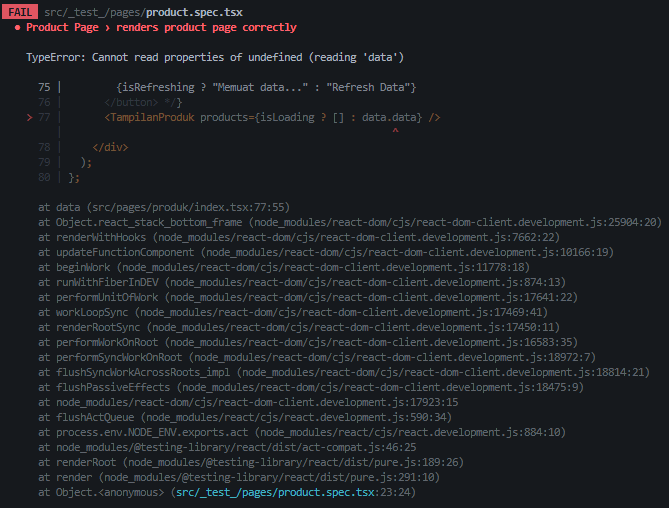 FAIL src/_test_/pages/product.spec.tsx
● Product Page › renders product page correctly
TypeError: Cannot read properties of undefined (reading 'data')
75 | {isRefreshing ? "Memuat data..." : "Refresh Data"}
76 | </button> */}
> 77 | <TampilanProduk products={isLoading ? [] : data.data} />
| ^
78 | </div>
79 | );
80 | };
at data (src/pages/produk/index.tsx:77:55)
at Object.react_stack_bottom_frame (node_modules/react-dom/cjs/react-dom-client.development.js:25904:20)
at renderWithHooks (node_modules/react-dom/cjs/react-dom-client.development.js:7662:22)
at updateFunctionComponent (node_modules/react-dom/cjs/react-dom-client.development.js:10166:19)
at beginWork (node_modules/react-dom/cjs/react-dom-client.development.js:11778:18)
at runWithFiberInDEV (node_modules/react-dom/cjs/react-dom-client.development.js:874:13)
at performUnitOfWork (node_modules/react-dom/cjs/react-dom-client.development.js:17641:22)
at workLoopSync (node_modules/react-dom/cjs/react-dom-client.development.js:17469:41)
at renderRootSync (node_modules/react-dom/cjs/react-dom-client.development.js:17450:11)
at performWorkOnRoot (node_modules/react-dom/cjs/react-dom-client.development.js:16583:35)
at performSyncWorkOnRoot (node_modules/react-dom/cjs/react-dom-client.development.js:18972:7)
at flushSyncWorkAcrossRoots_impl (node_modules/react-dom/cjs/react-dom-client.development.js:18814:21)
at flushPassiveEffects (node_modules/react-dom/cjs/react-dom-client.development.js:18475:9)
at node_modules/react-dom/cjs/react-dom-client.development.js:17923:15
at flushActQueue (node_modules/react/cjs/react.development.js:590:34)
at process.env.NODE_ENV.exports.act (node_modules/react/cjs/react.development.js:884:10)
at node_modules/@testing-library/react/dist/act-compat.js:46:25
at renderRoot (node_modules/@testing-library/react/dist/pure.js:189:26)
at render (node_modules/@testing-library/react/dist/pure.js:291:10)
at Object.<anonymous> (src/_test_/pages/product.spec.tsx:23:24)